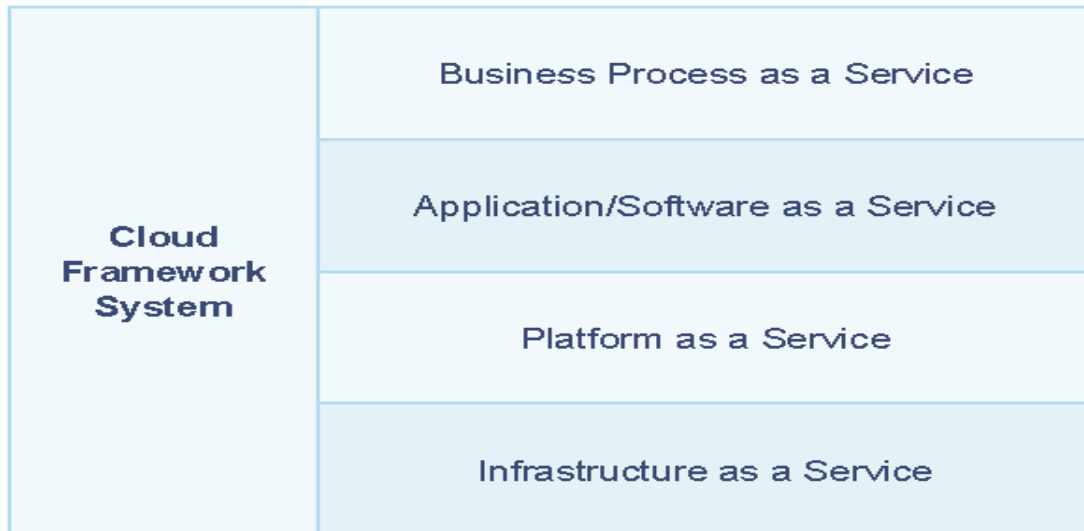 Cloud
Framework
System
Business Process as a Service
Application/Software as a Service
Platform as a Service
Infrastructure as a Service